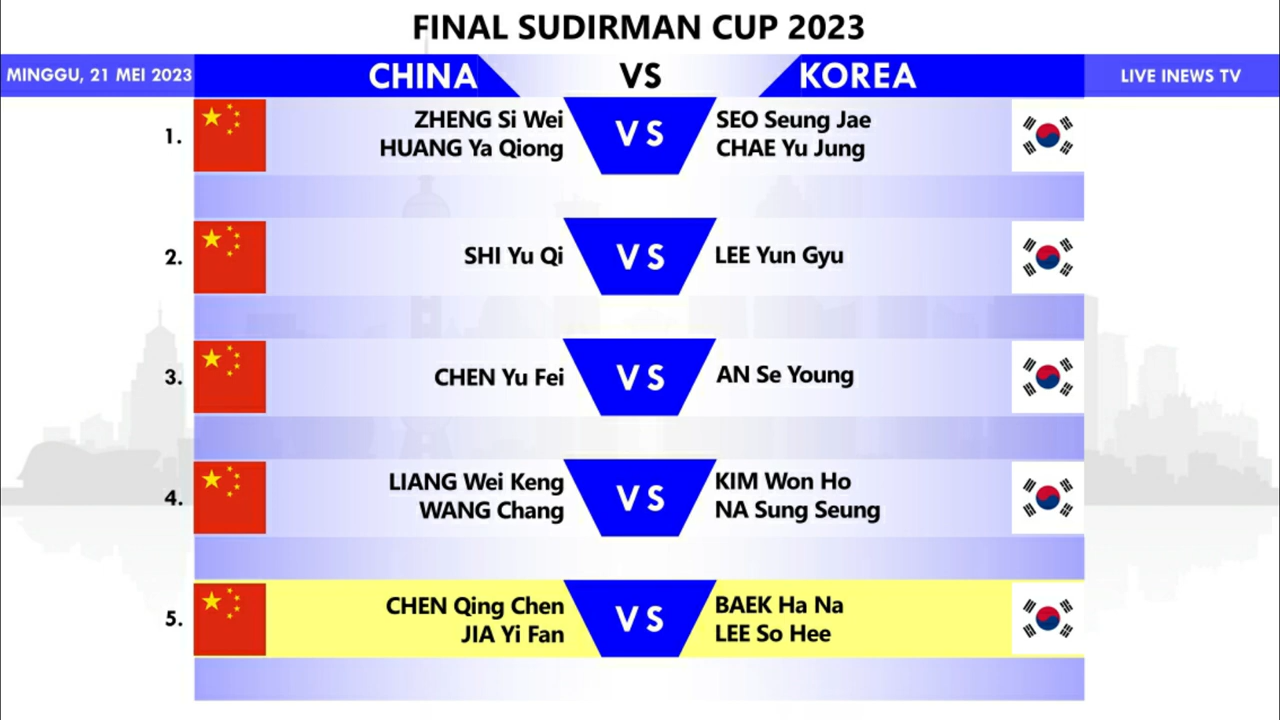 FINAL SUDIRMAN CUP 2023
MINGGU, 21 MEI 2023
CHINA
VS
KOREA
LIVE INEWS TV
1.
ZHENG Si Wei
HUANG Ya Qiong
VS
SEO Seung Jae
CHAE Yu Jung
2.
SHI Yu Qi
VS
LEE Yun Gyu
3.
CHEN Yu Fei
VS
AN Se Young
4.
LIANG Wei Keng
WANG Chang
VS
KIM Won Ho
NA Sung Seung
5.
CHEN Qing Chen
JIA Yi Fan
VS
BAEK Ha Na
LEE So Hee